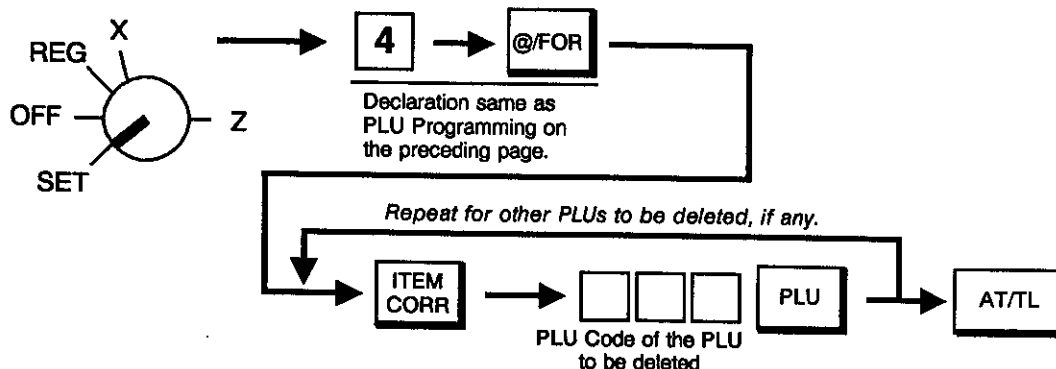 X
REG
OFF
Z
SET
4
@/FOR
Declaration same as
PLU Programming on
the preceding page.
Repeat for other PLUs to be deleted, if any.
ITEM
CORR
PLU
AT/TL
PLU Code of the PLU
to be deleted